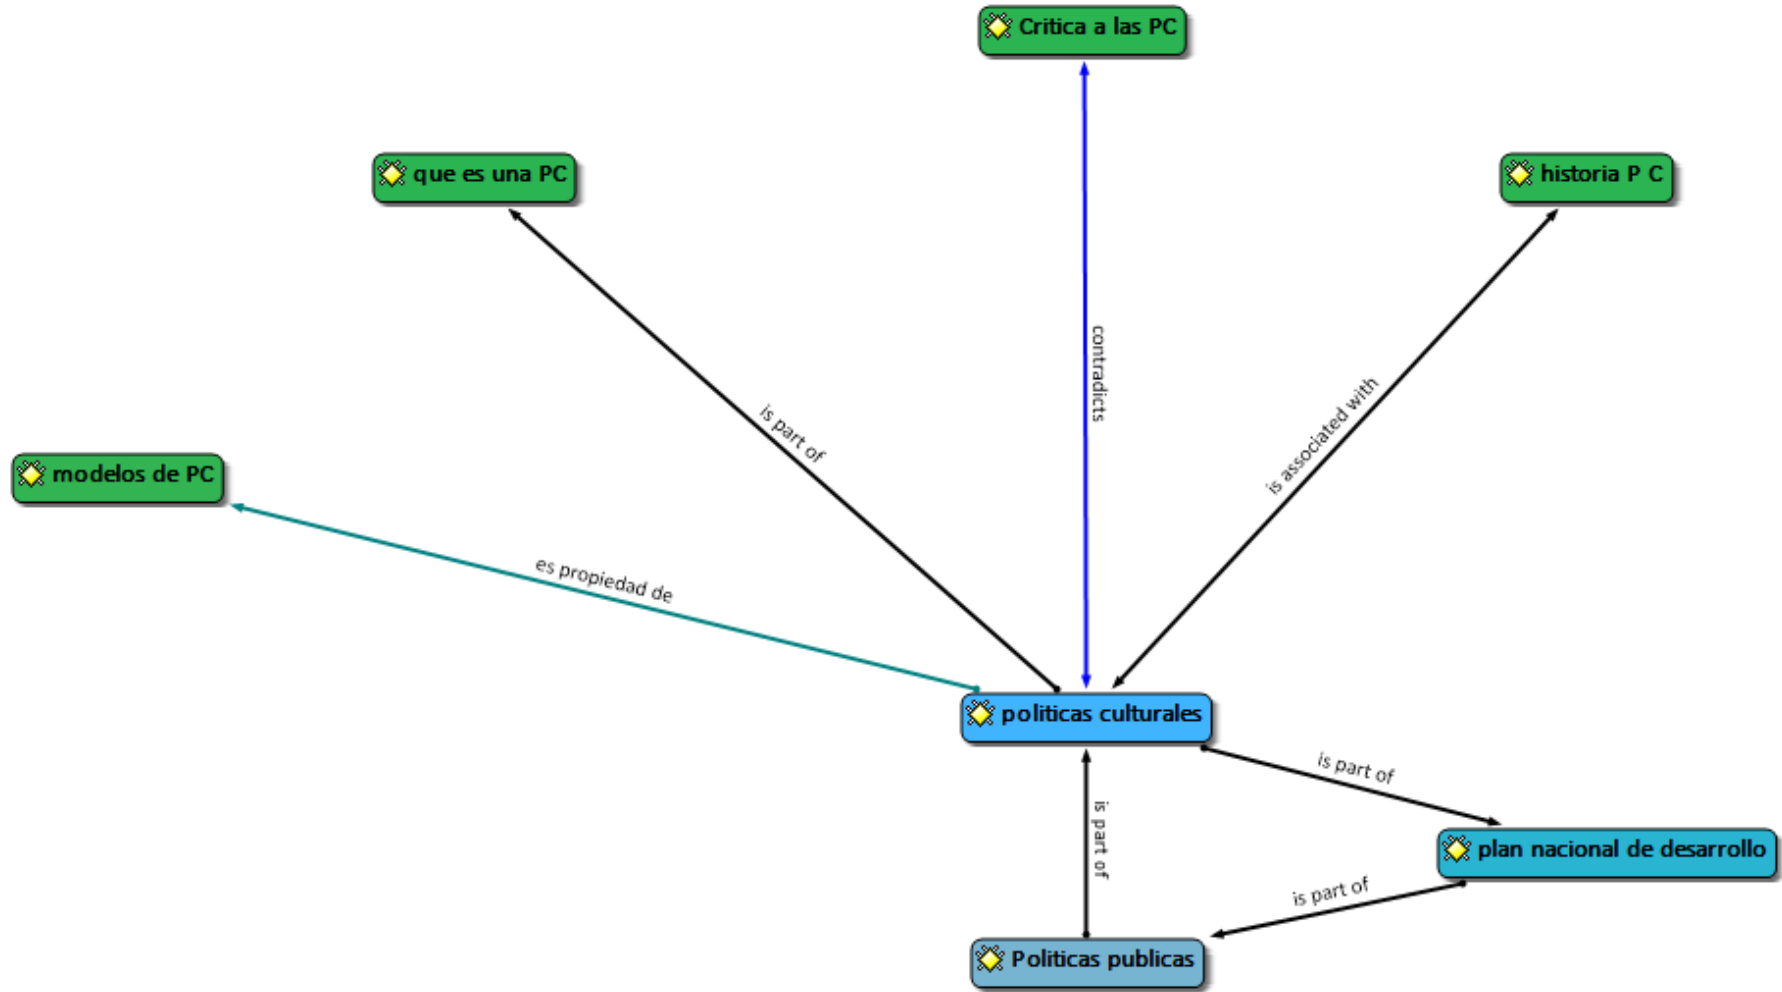 Critica a las PC
que es una PC
historia P C
contradicts
is part of
is associated with
modelos de PC
es propiedad de
politicas culturales
is part of
is part of
plan nacional de desarrollo
is part of
Politicas publicas